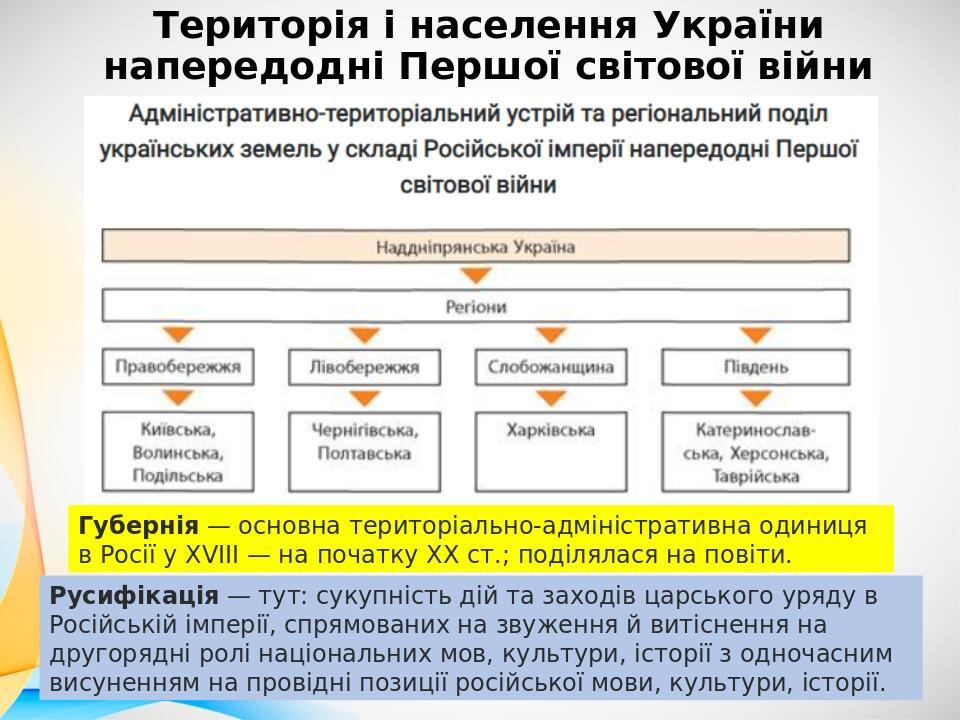 Територія і населення України
напередодні Першої світової війни
Адміністративно-територіальний устрій та регіональний поділ
українських земель у складі Російської імперії напередодні Першої
світової війни
Наддніпрянська Україна
Регіони
Правобережжя
Лівобережжя
Слобожанщина
Південь
Київська,
Волинська,
Подільська
Чернігівська,
Полтавська
Харківська
Катеринослав-
ська, Херсонська,
Таврійська
Губернія — основна територіально-адміністративна одиниця
в Росії у XVIII — на початку XX ст.; поділялася на повіти.
Русифікація — тут: сукупність дій та заходів царського уряду в
Російській імперії, спрямованих на звуження й витіснення на
другорядні ролі національних мов, культури, історії з одночасним
висуненням на провідні позиції російської мови, культури, історії.